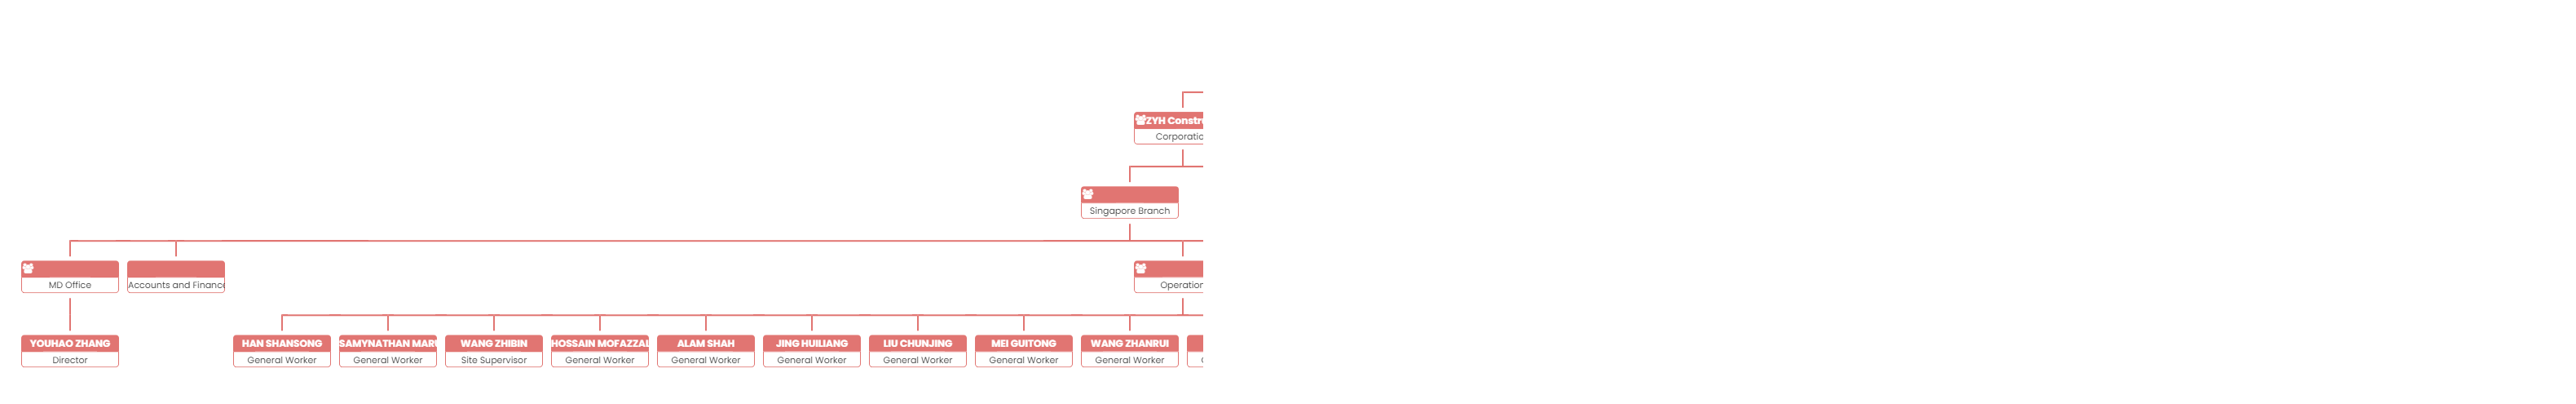 ZYH Constr
Corporatio
Singapore Branch
MD Office
Accounts and Finance
Operation
YOUHAO ZHANG
Director
HAN SHANSONG
General Worker
SAMYNATHAN MAR
General Worker
WANG ZHIBIN
Site Supervisor
HOSSAIN MOFAZZAL
General Worker
ALAM SHAH
General Worker
JING HUILIANG
General Worker
LIU CHUNJING
General Worker
MEI GUITONG
General Worker
WANG ZHANRUI
General Worker